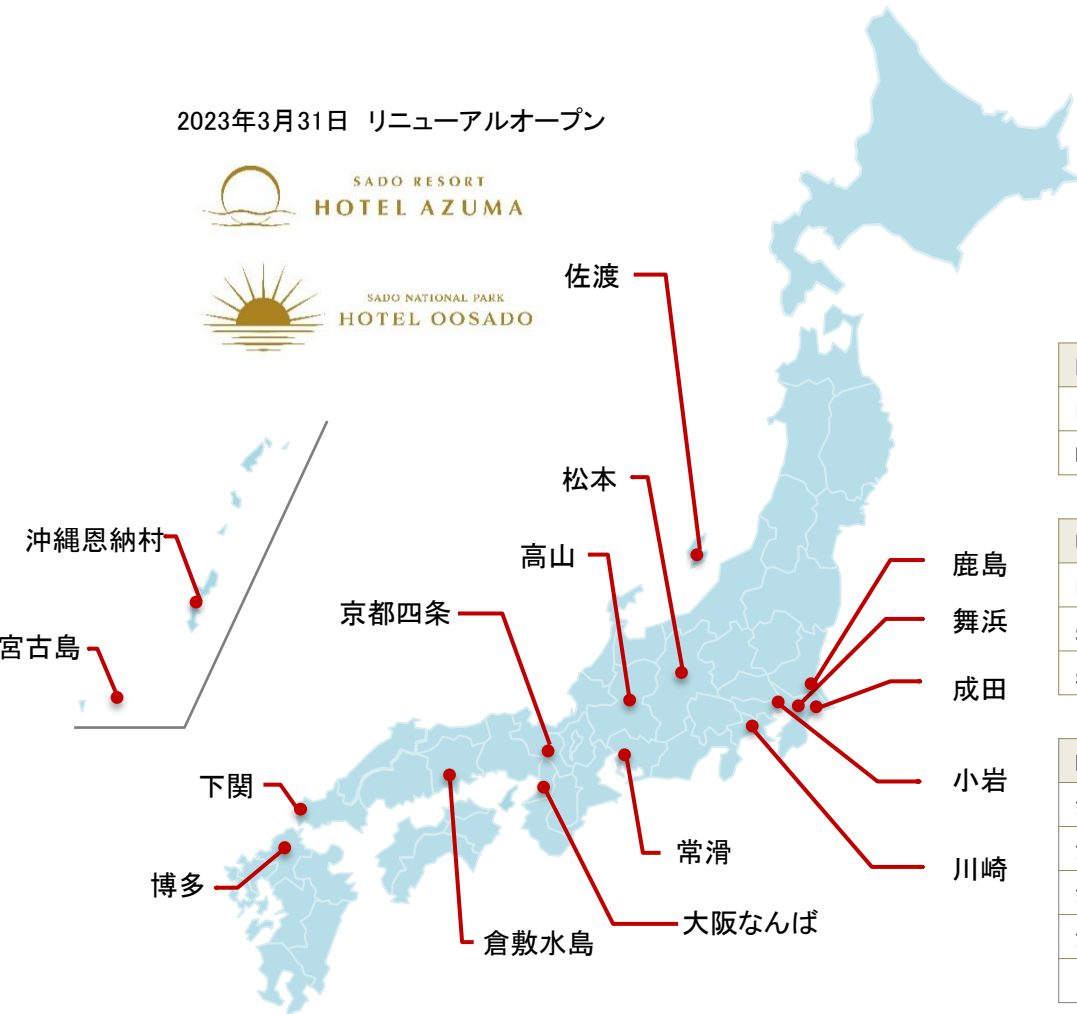 2023年3月31日 リニューアルオープン
SADO RESORT
HOTEL AZUMA
SADO NATIONAL PARK
HOTEL OOSADO
佐渡
松本
高山
京都四条
沖縄恩納村
宮古島
下関
博多
倉敷水島
大阪なんば
常滑
鹿島
舞浜
成田
小岩
川崎